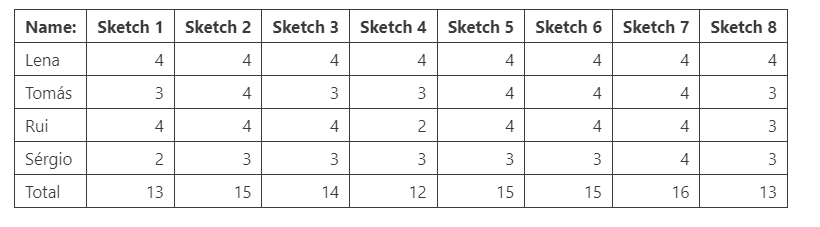 Name: Sketch 1 Sketch 2 Sketch 3 Sketch 4 Sketch 5 Sketch 6 Sketch 7 Sketch 8
Lena 4 4 4 4 4 4 4 4
Tomás 3 4 3 3 4 4 4 3
Rui 4 4 4 2 4 4 4 3
Sérgio 2 3 3 3 3 3 4 3
Total 13 15 14 12 15 15 16 13